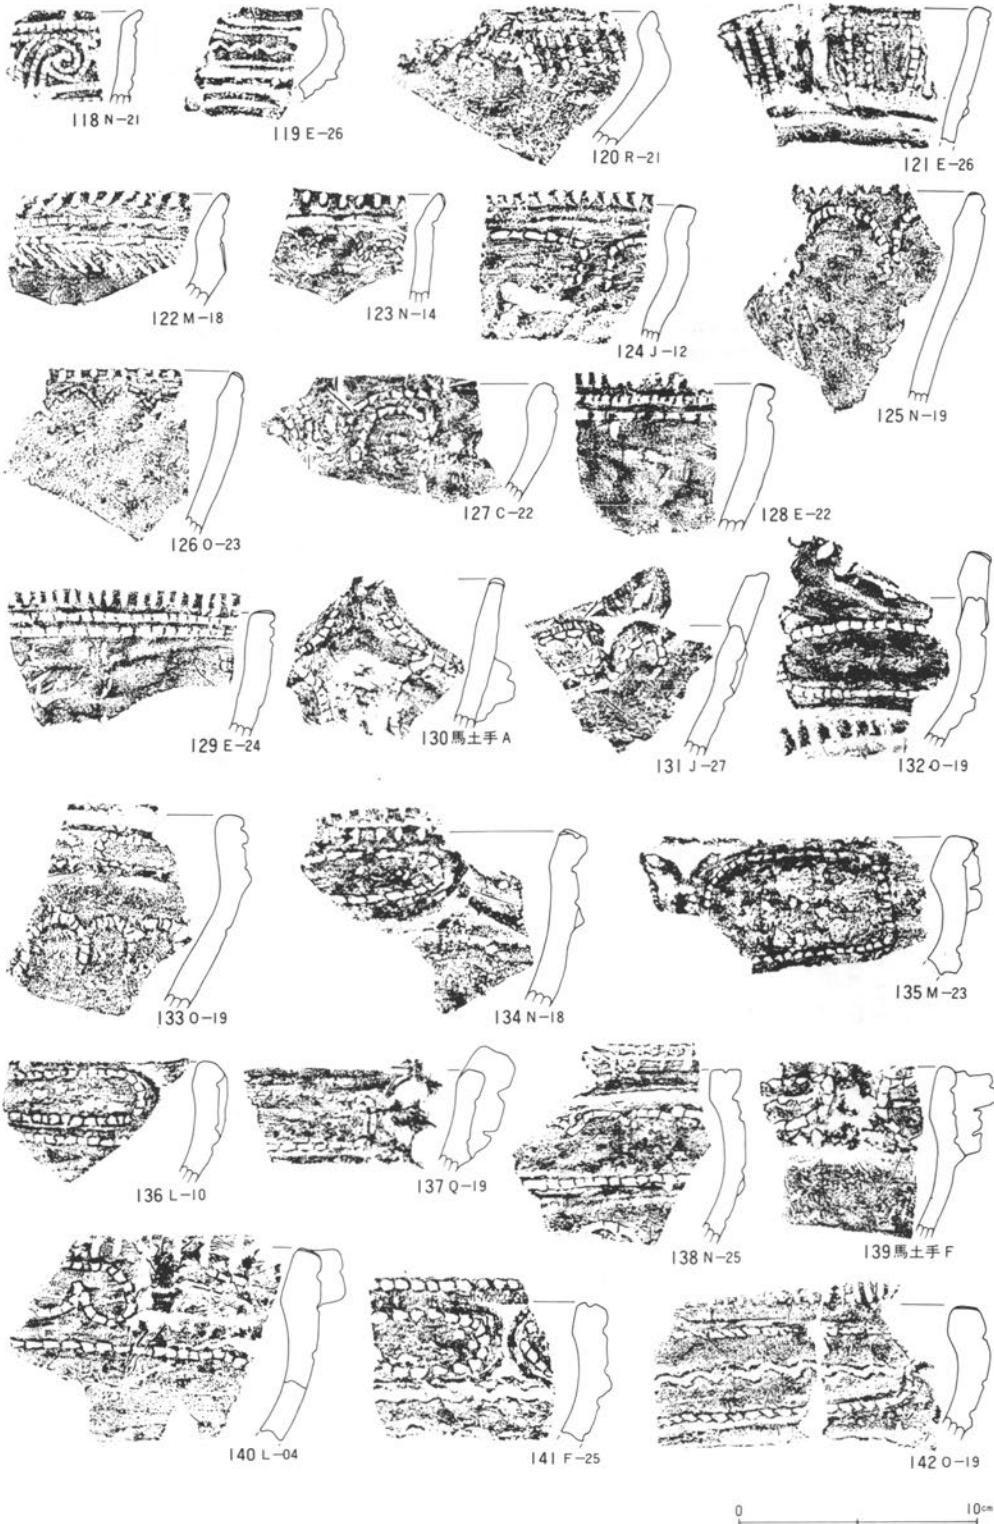 118 N-21
119 E-26
120 R-21
121 E-26
122 M-18
123 N-14
124 J-12
125 N-19
126 O-23
127 C-22
128 E-22
129 E-24
130 馬土手 A
131 J-27
132 O-19
133 O-19
134 N-18
135 M-23
136 L-10
137 Q-19
138 N-25
139 馬土手 F
140 L-04
141 F-25
142 O-19
0 10cm